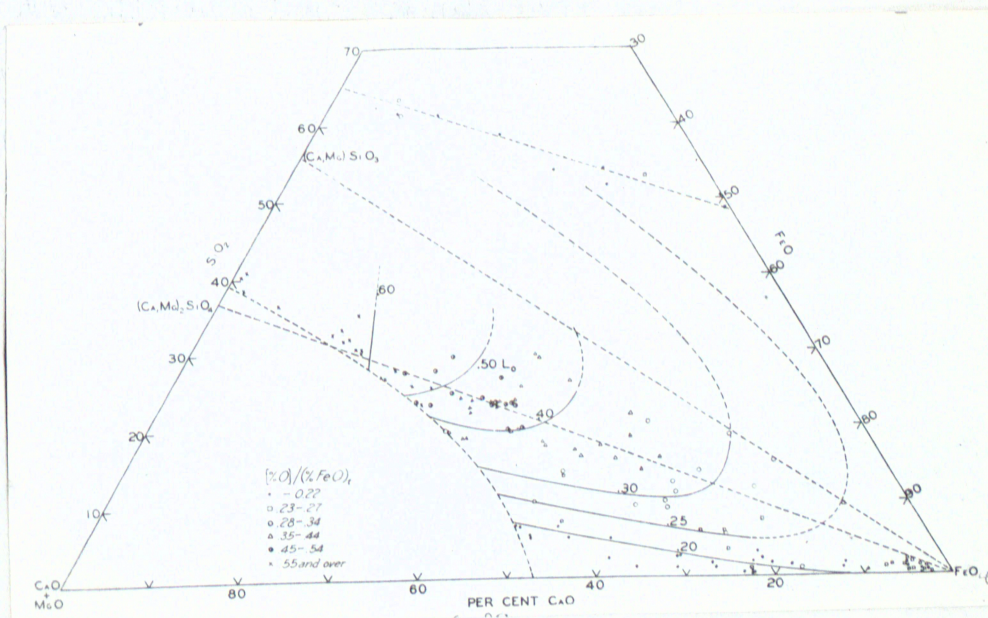 70
30
60
40
(CA,MG)SIO3
50
50
SIO2
FEO
60
40
.60
(CA,MG)2SIO4
70
30
.50 L0
.40
80
20
[%O]/(%FeO)t
- 0.22
.23-.27
.28-.34
.35-.44
.45-.54
.55 and over
.30
90
10
.25
.20
CAO
+
MGO
FEO
80
60
40
20
PER CENT CAO